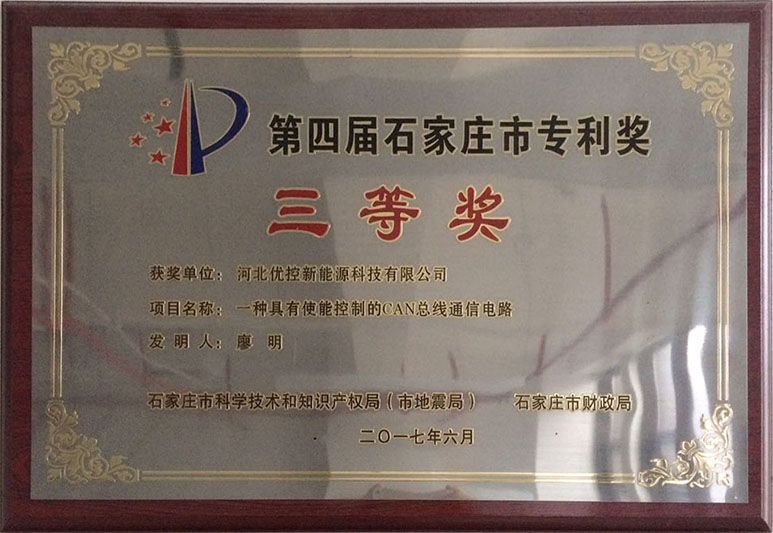 第四届石家庄市专利奖
三等奖
获奖单位：河北优控新能源科技有限公司
项目名称：一种具有使能控制的CAN总线通信电路
发 明 人：廖 明
石家庄市科学技术和知识产权局（市地震局） 石家庄市财政局
二〇一七年六月